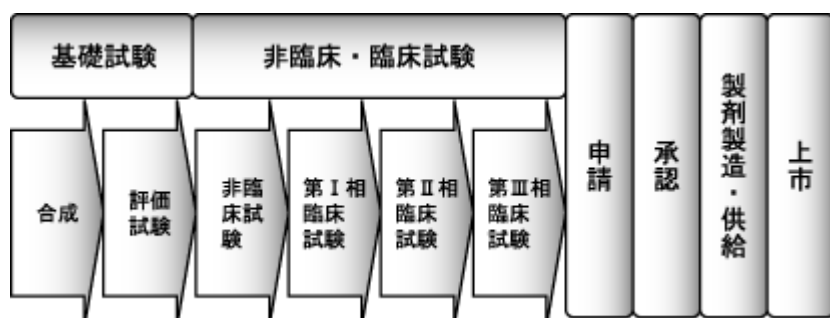 基礎試験
非臨床・臨床試験
合成
評価
試験
非臨
床試
験
第Ⅰ相
臨床
試験
第Ⅱ相
臨床
試験
第Ⅲ相
臨床
試験
申請
承認
製剤製造・供給
上市